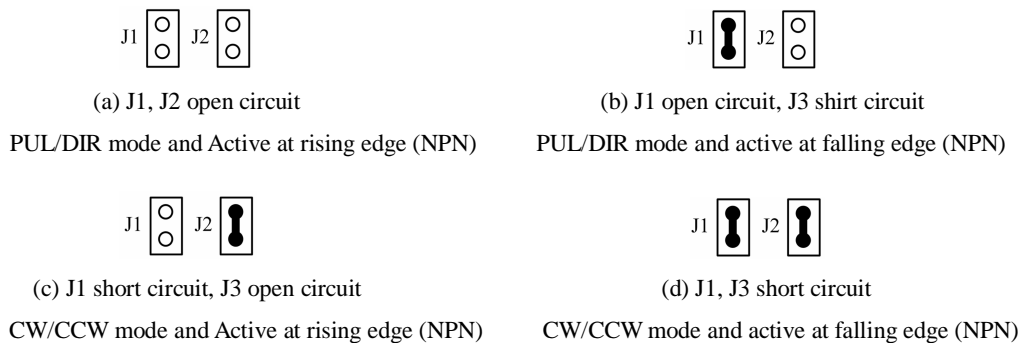 J1 J2
J1 J2
(a) J1, J2 open circuit
(b) J1 open circuit, J3 shirt circuit
PUL/DIR mode and Active at rising edge (NPN)
PUL/DIR mode and active at falling edge (NPN)
J1 J2
J1 J2
(c) J1 short circuit, J3 open circuit
(d) J1, J3 short circuit
CW/CCW mode and Active at rising edge (NPN)
CW/CCW mode and active at falling edge (NPN)